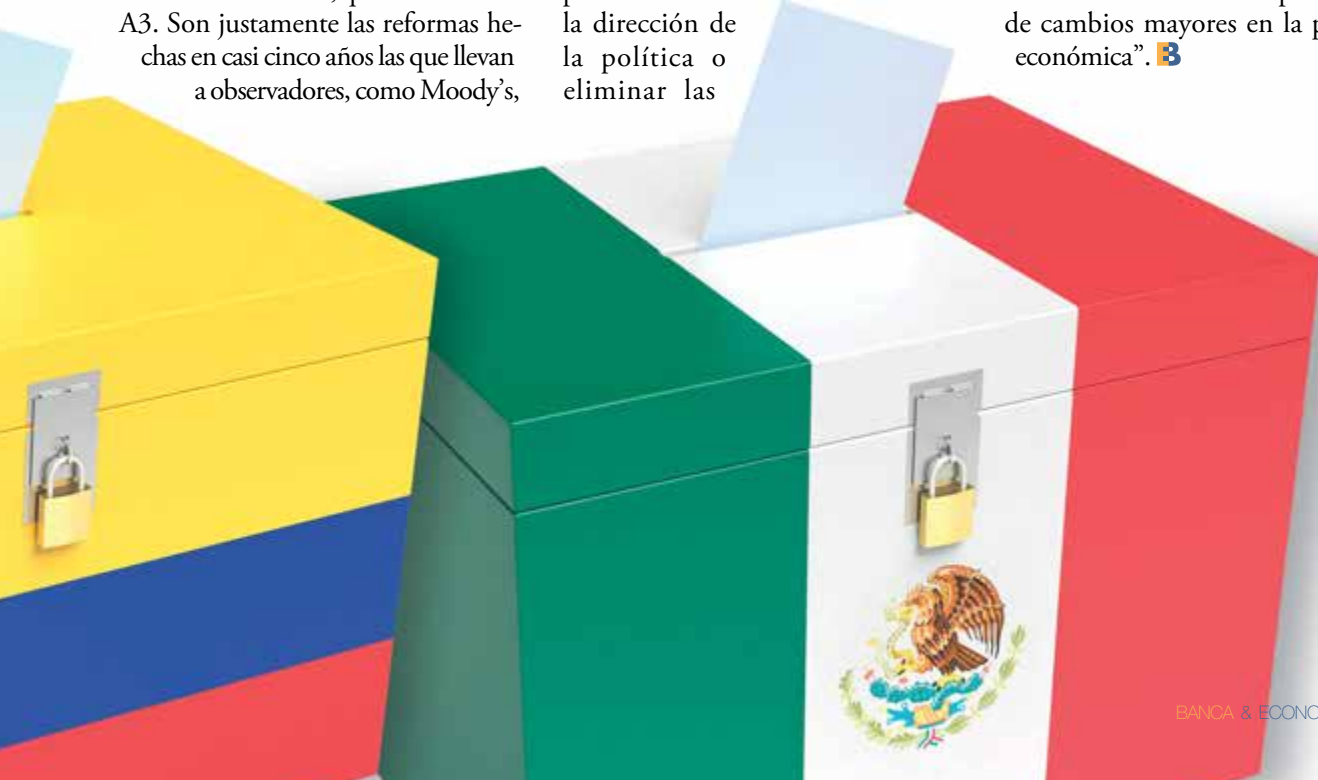 A3. Son justamente las reformas he-
chas en casi cinco años las que llevan
a observadores, como Moody’s,
la dirección de
la política o
eliminar las
de cambios mayores en la
económica”.
BANCA &